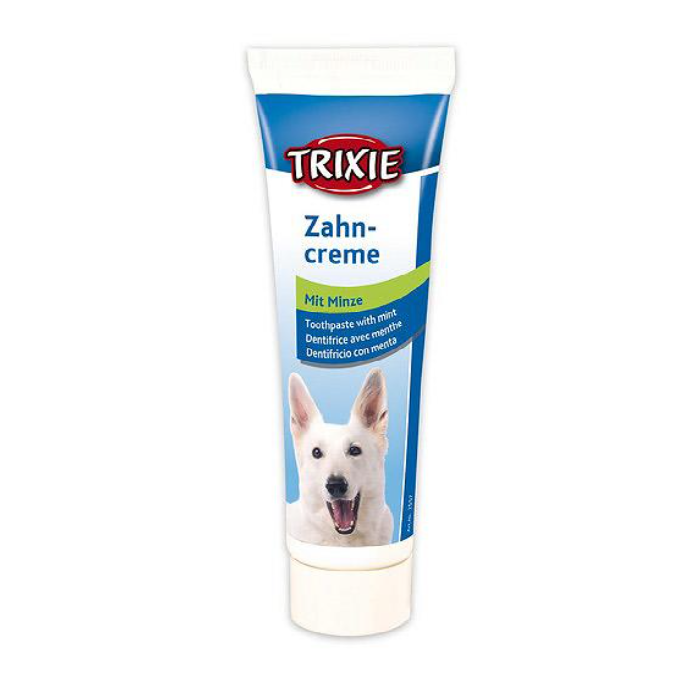 TRIXIE
Zahn-
creme
Mit Minze
Toothpaste with mint
Dentifrice avec menthe
Dentifricio con menta